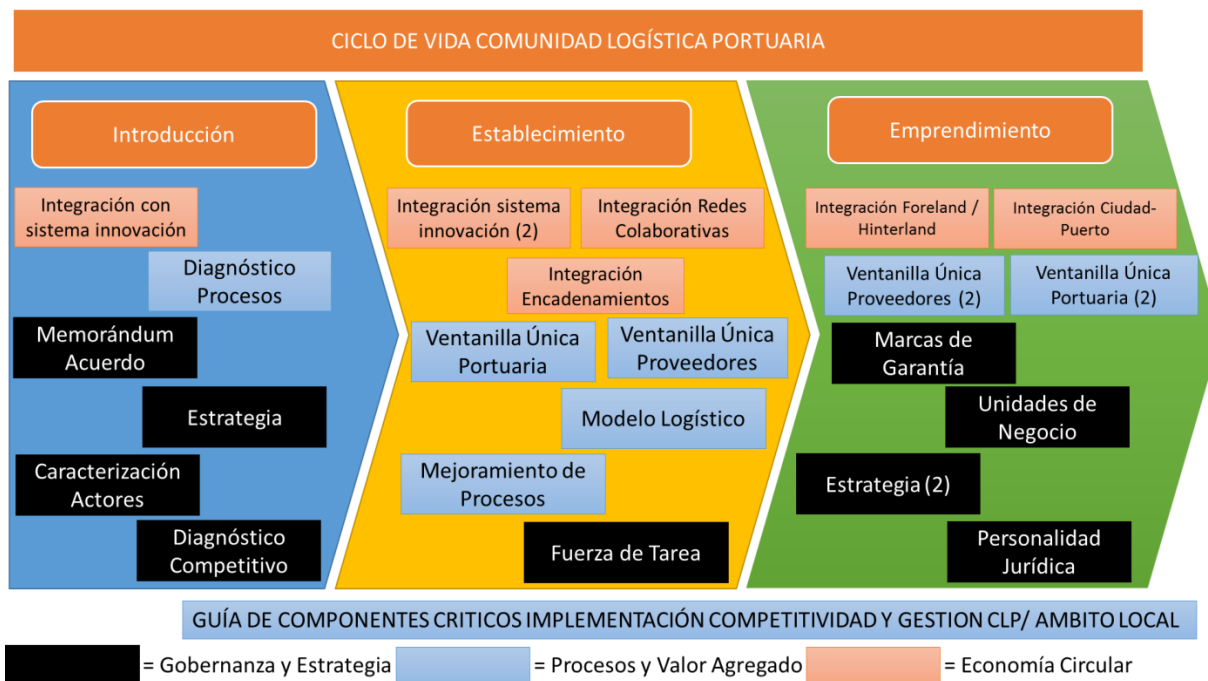 CICLO DE VIDA COMUNIDAD LOGÍSTICA PORTUARIA
Introducción
Integración con
sistema innovación
Diagnóstico
Procesos
Memorándum
Acuerdo
Estrategia
Caracterización
Actores
Diagnóstico
Competitivo
Establecimiento
Integración sistema
innovación (2)
Integración Redes
Colaborativas
Integración
Encadenamientos
Ventanilla Única
Portuaria
Ventanilla Única
Proveedores
Modelo Logístico
Mejoramiento de
Procesos
Fuerza de Tarea
Emprendimiento
Integración Foreland /
Hinterland
Integración Ciudad-
Puerto
Ventanilla Única
Proveedores (2)
Ventanilla Única
Portuaria (2)
Marcas de
Garantía
Unidades de
Negocio
Estrategia (2)
Personalidad
Jurídica
GUÍA DE COMPONENTES CRITICOS IMPLEMENTACIÓN COMPETITIVIDAD Y GESTION CLP/ AMBITO LOCAL
= Gobernanza y Estrategia
= Procesos y Valor Agregado
= Economía Circular